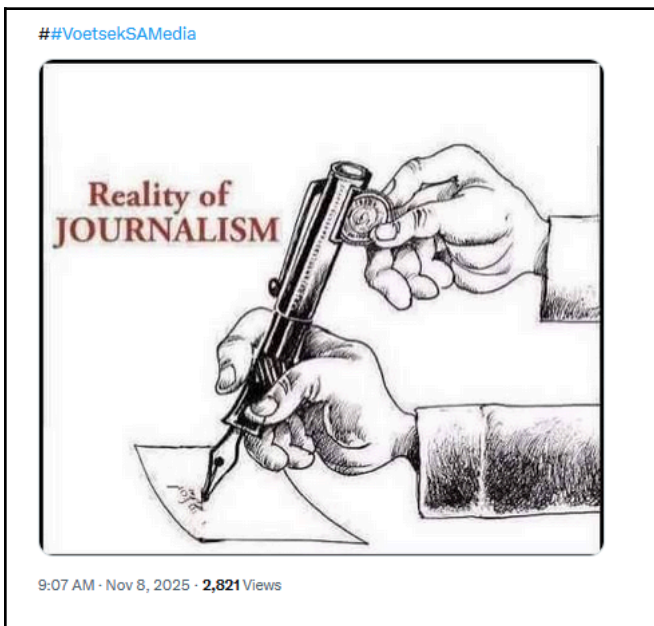 ##VoetsekSAMedia
Reality of
JOURNALISM
9:07 AM · Nov 8, 2025 · 2,821 Views